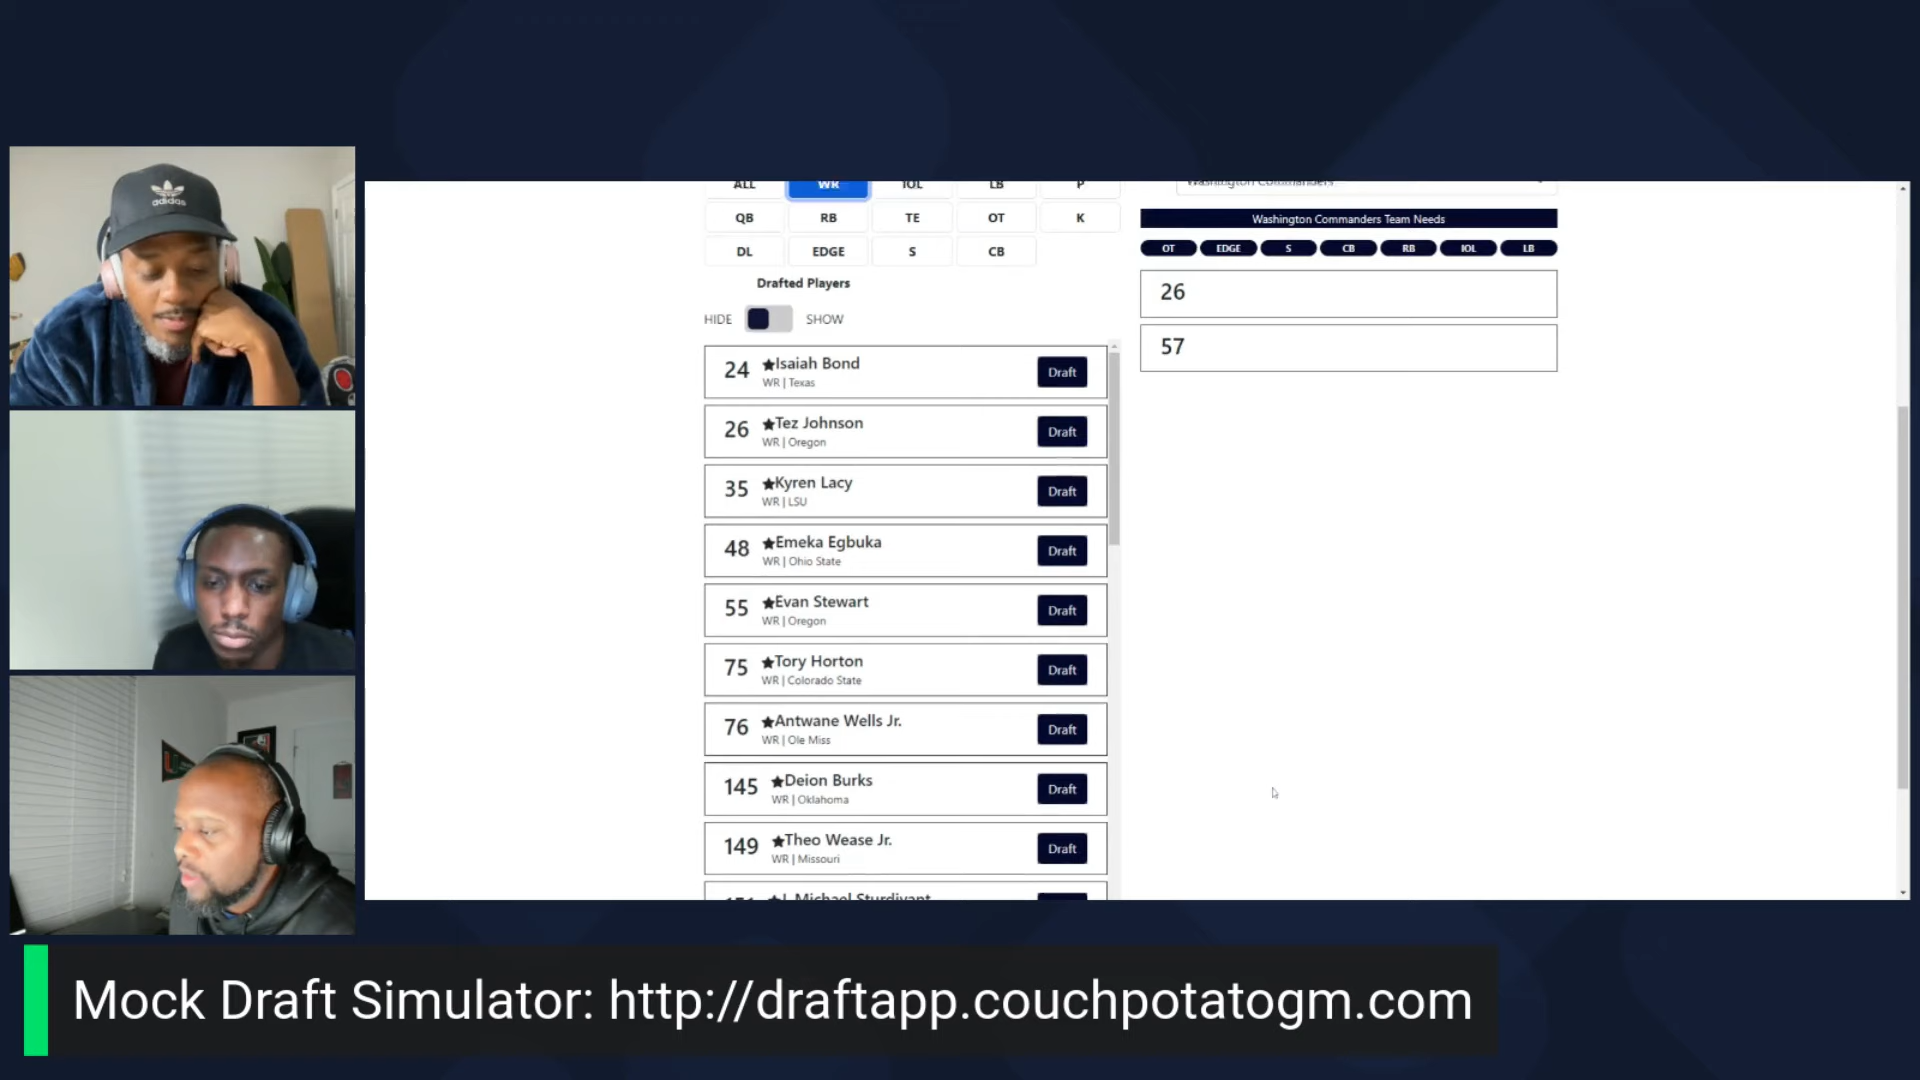 adidas
ALL WR IOL LB P
QB RB TE OT K
DL EDGE S CB
Drafted Players
HIDE SHOW
24 ★Isaiah Bond
WR | Texas
Draft
26 ★Tez Johnson
WR | Oregon
Draft
35 ★Kyren Lacy
WR | LSU
Draft
48 ★Emeka Egbuka
WR | Ohio State
Draft
55 ★Evan Stewart
WR | Oregon
Draft
75 ★Tory Horton
WR | Colorado State
Draft
76 ★Antwane Wells Jr.
WR | Ole Miss
Draft
145 ★Deion Burks
WR | Oklahoma
Draft
149 ★Theo Wease Jr.
WR | Missouri
Draft
★J. Michael Sturdivant
Washington Commanders
Washington Commanders Team Needs
OT EDGE S CB RB IOL LB
26
57
Mock Draft Simulator: http://draftapp.couchpotatogm.com